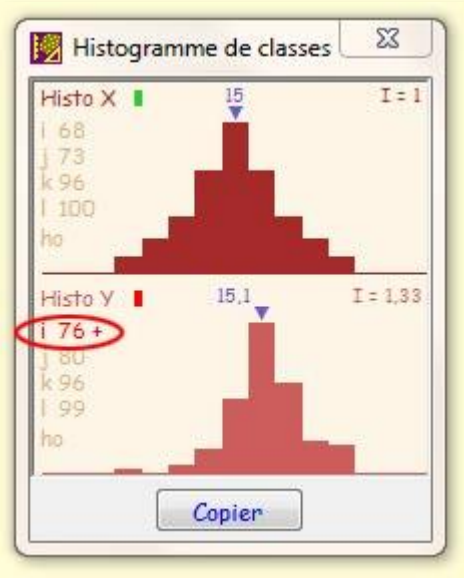 Histogramme de classes
Histo X 15 I = 1
i 68
j 73
k 96
l 100
ho
Histo Y 15,1 I = 1,33
i 76 +
j 80
k 96
l 99
ho
Copier